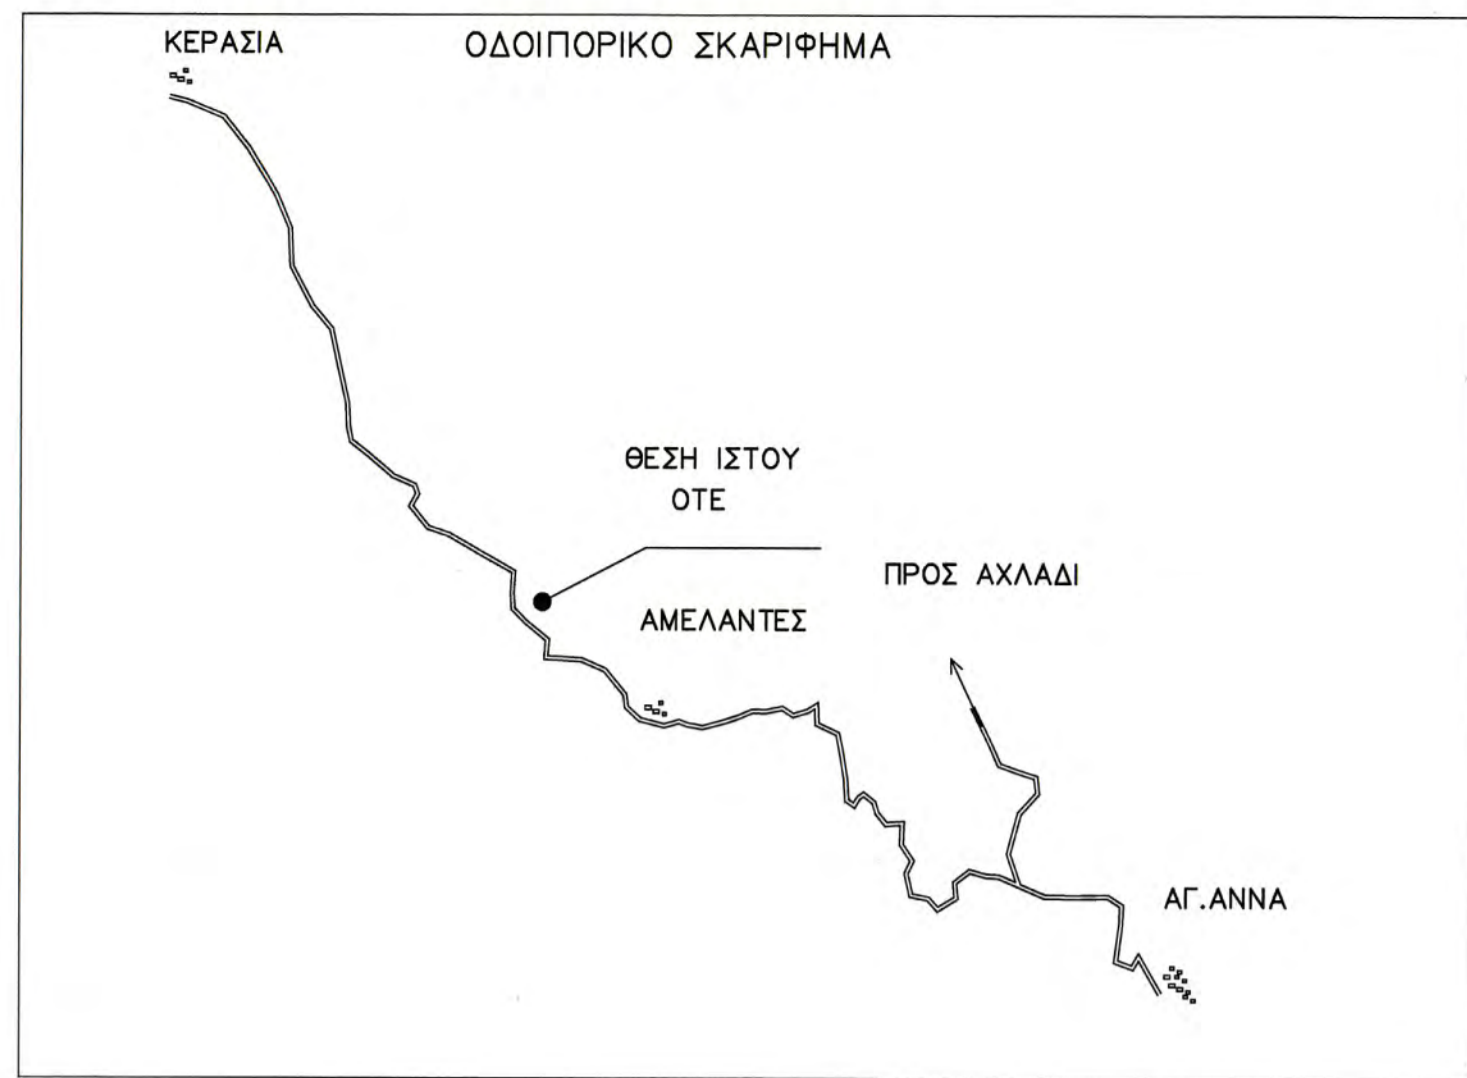 ΚΕΡΑΣΙΑ
ΟΔΟΙΠΟΡΙΚΟ ΣΚΑΡΙΦΗΜΑ
ΘΕΣΗ ΙΣΤΟΥ
ΟΤΕ
ΠΡΟΣ ΑΧΛΑΔΙ
ΑΜΕΛΑΝΤΕΣ
ΑΓ.ΑΝΝΑ